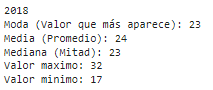 2018
Moda (Valor que más aparece): 23
Media (Promedio): 24
Mediana (Mitad): 23
Valor maximo: 32
Valor minimo: 17